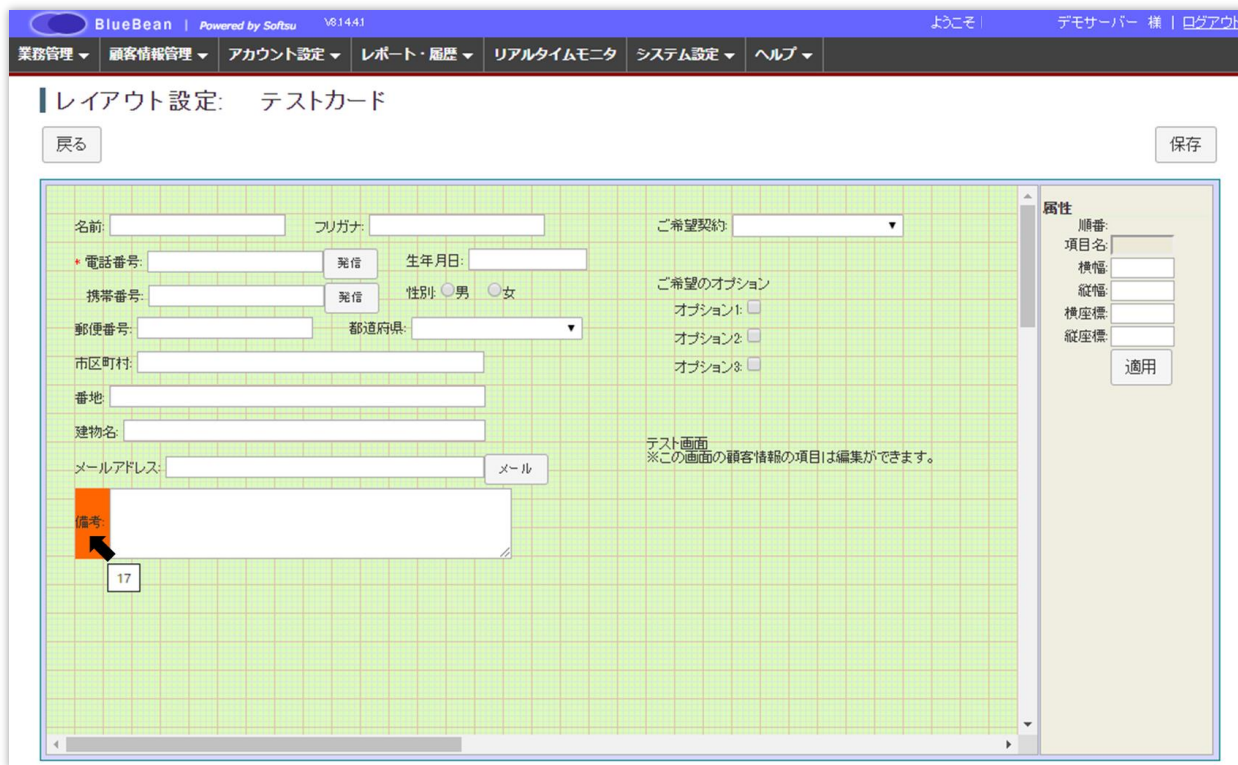 BlueBean | Powered by Softsu V8.14.4.1 ようこそ | デモサーバー 様 | ログアウト
業務管理 顧客情報管理 アカウント設定 レポート・履歴 リアルタイムモニタ システム設定 ヘルプ
レイアウト設定: テストカード
戻る 保存
属性
順番:
項目名:
横幅:
縦幅:
横座標:
縦座標:
適用
名前: フリガナ: ご希望契約:
* 電話番号: 発信 生年月日:
携帯番号: 発信 性別: 男 女
郵便番号: 都道府県:
市区町村:
番地:
建物名:
メールアドレス: メール
備考:
17
ご希望のオプション
オプション1:
オプション2:
オプション3:
テスト画面
※この画面の顧客情報の項目は編集ができます。